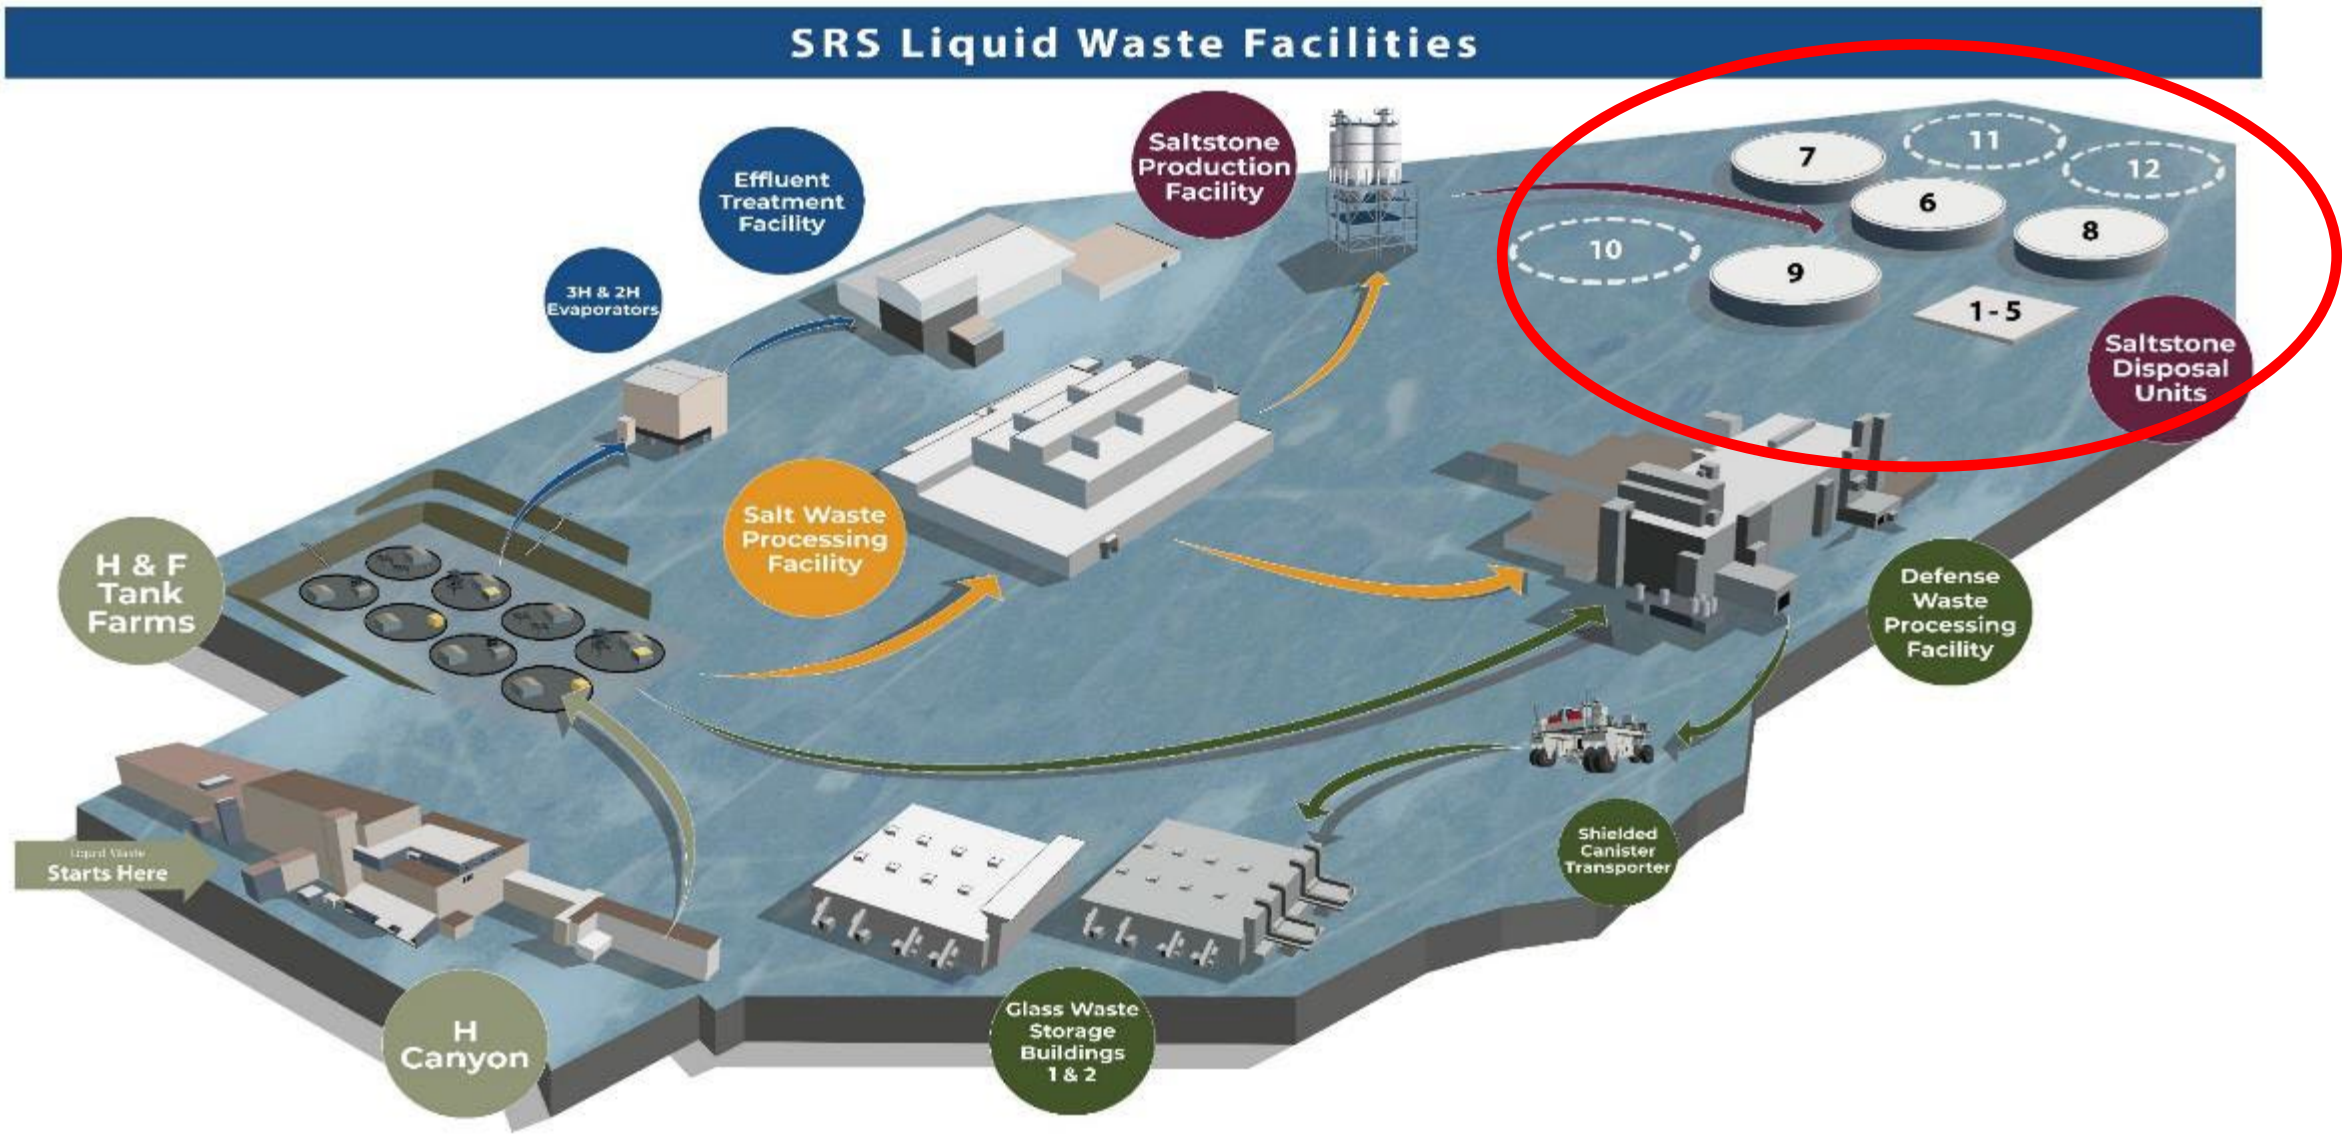 SRS Liquid Waste Facilities
Saltstone
Production
Facility
Effluent
Treatment
Facility
3H & 2H
Evaporators
7
11
12
6
8
10
9
1 - 5
Saltstone
Disposal
Units
Salt Waste
Processing
Facility
H & F
Tank
Farms
Defense
Waste
Processing
Facility
Liquid Waste
Starts Here
Shielded
Canister
Transporter
H
Canyon
Glass Waste
Storage
Buildings
1 & 2